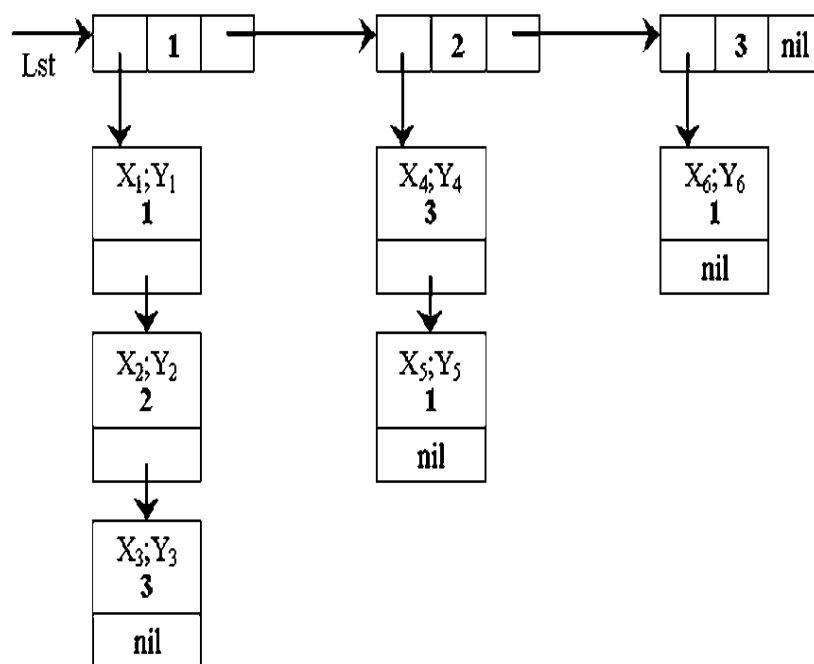 1 2 3 nil
Lst
X₁;Y₁ X₄;Y₄ X₆;Y₆
1 3 1
nil
X₂;Y₂ X₅;Y₅
2 1
nil
X₃;Y₃
3
nil